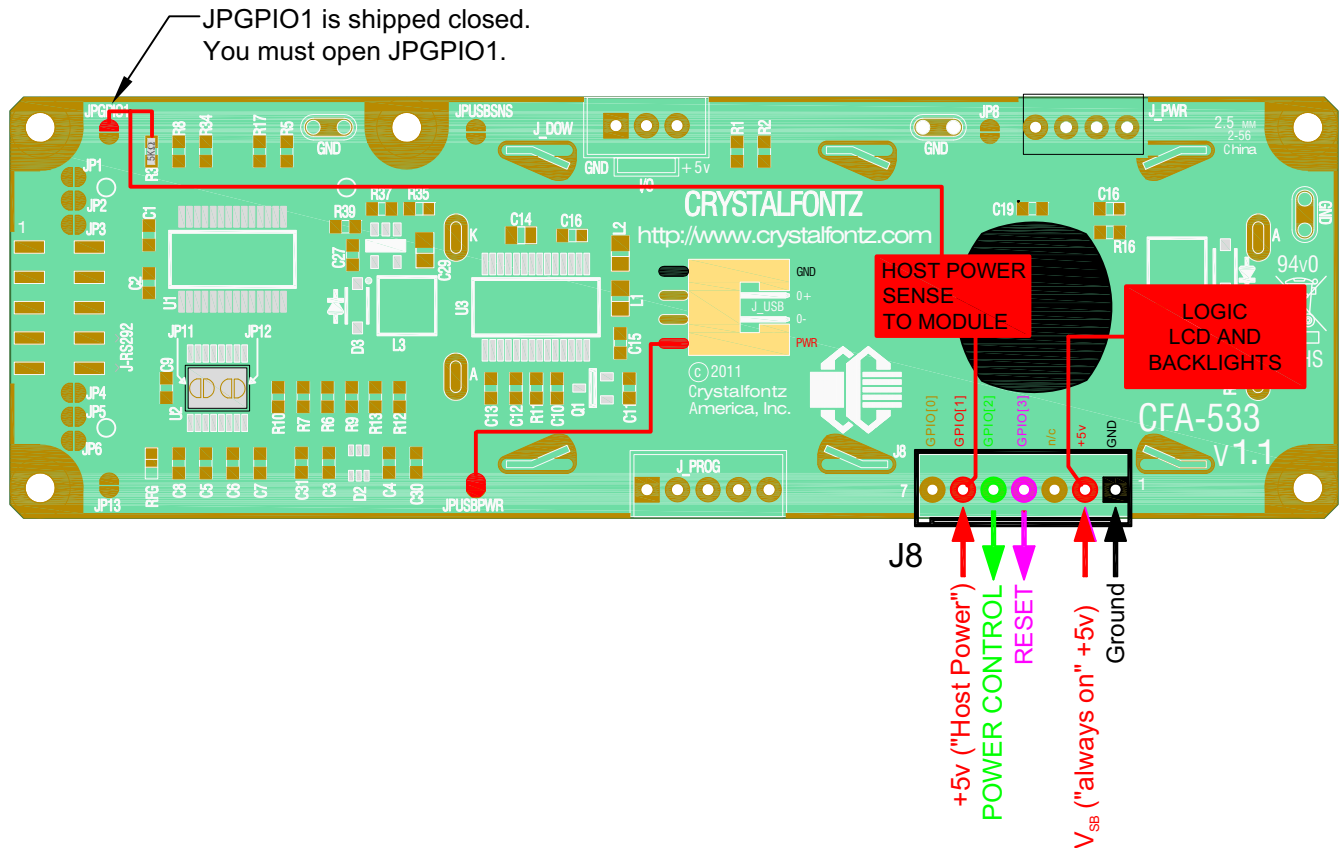 JPGPIO1 is shipped closed.
You must open JPGPIO1.
JPGPIO1
R3
5KΩ
R8
R34
R17
R5
GND
JPUSBSNS
J_DOW
GND
+5v
R1
R2
GND
JP8
J_PWR
2.5 MM
2-56
China
JP1
JP2
JP3
1
C1
C2
U1
J-RS292
R37
R35
R39
C27
C29
K
C14
C16
L2
CRYSTALFONTZ
http://www.crystalfontz.com
C19
C16
R16
GND
A
94v0
HOST POWER
SENSE
TO MODULE
LOGIC
LCD AND
BACKLIGHTS
HS
GND
0+
J_USB
0-
PWR
L1
C15
U3
D3
L3
JP11
JP12
C9
U2
JP4
JP5
JP6
JP13
R10
R7
R6
R9
R13
R12
A
C13
C12
R11
C10
Q1
C11
© 2011
Crystalfontz
America, Inc.
GPIO[0]
GPIO[1]
GPIO[2]
GPIO[3]
n/c
+5v
GND
CFA-533
v1.1
RFG
C8
C5
C6
C7
C31
C3
D2
C4
C30
JPUSBPWR
J_PROG
J8
7
1
J8
+5v ("Host Power")
POWER CONTROL
RESET
VSB ("always on" +5v)
Ground